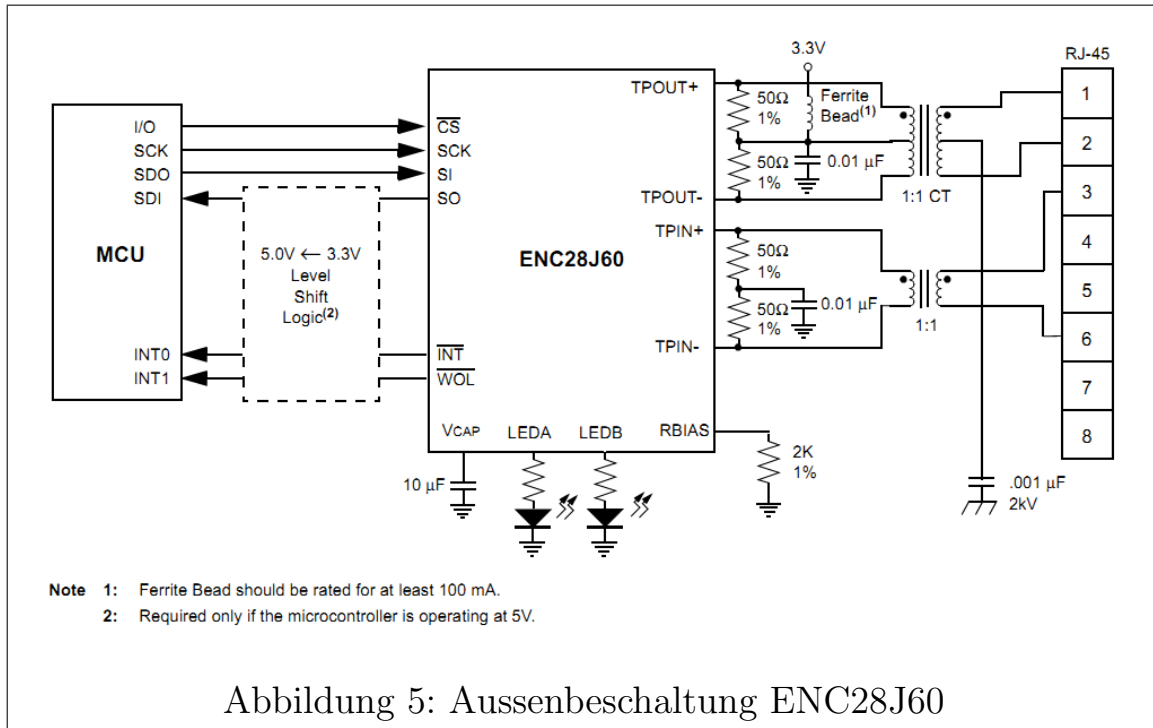 3.3V
RJ-45
MCU
I/O
SCK
SDO
SDI
INT0
INT1
5.0V ← 3.3V
Level
Shift
Logic(2)
ENC28J60
CS
SCK
SI
SO
INT
WOL
VCAP
LEDA
LEDB
RBIAS
TPOUT+
TPOUT-
TPIN+
TPIN-
50Ω
1%
50Ω
1%
Ferrite
Bead(1)
0.01 µF
1:1 CT
50Ω
1%
50Ω
1%
0.01 µF
1:1
1
2
3
4
5
6
7
8
10 µF
2K
1%
.001 µF
2kV
Note 1: Ferrite Bead should be rated for at least 100 mA.
2: Required only if the microcontroller is operating at 5V.
Abbildung 5: Aussenbeschaltung ENC28J60